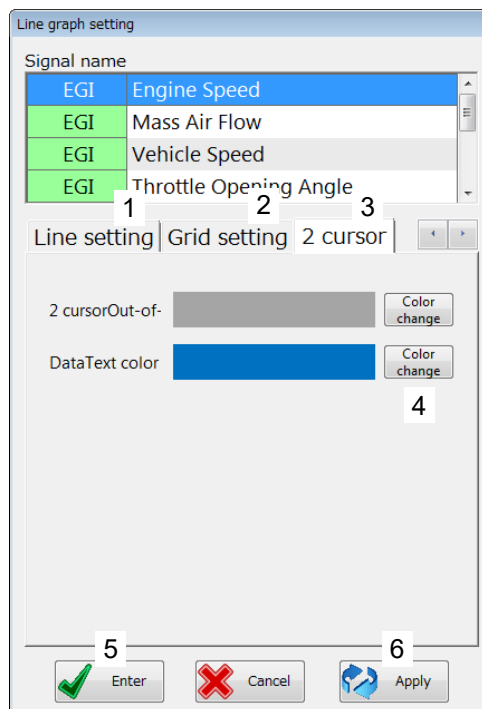 Line graph setting
Signal name
EGI Engine Speed
EGI Mass Air Flow
EGI Vehicle Speed
EGI Throttle Opening Angle
1 2 3
Line setting Grid setting 2 cursor
2 cursorOut-of- Color change
DataText color Color change
4
5 6
Enter Cancel Apply